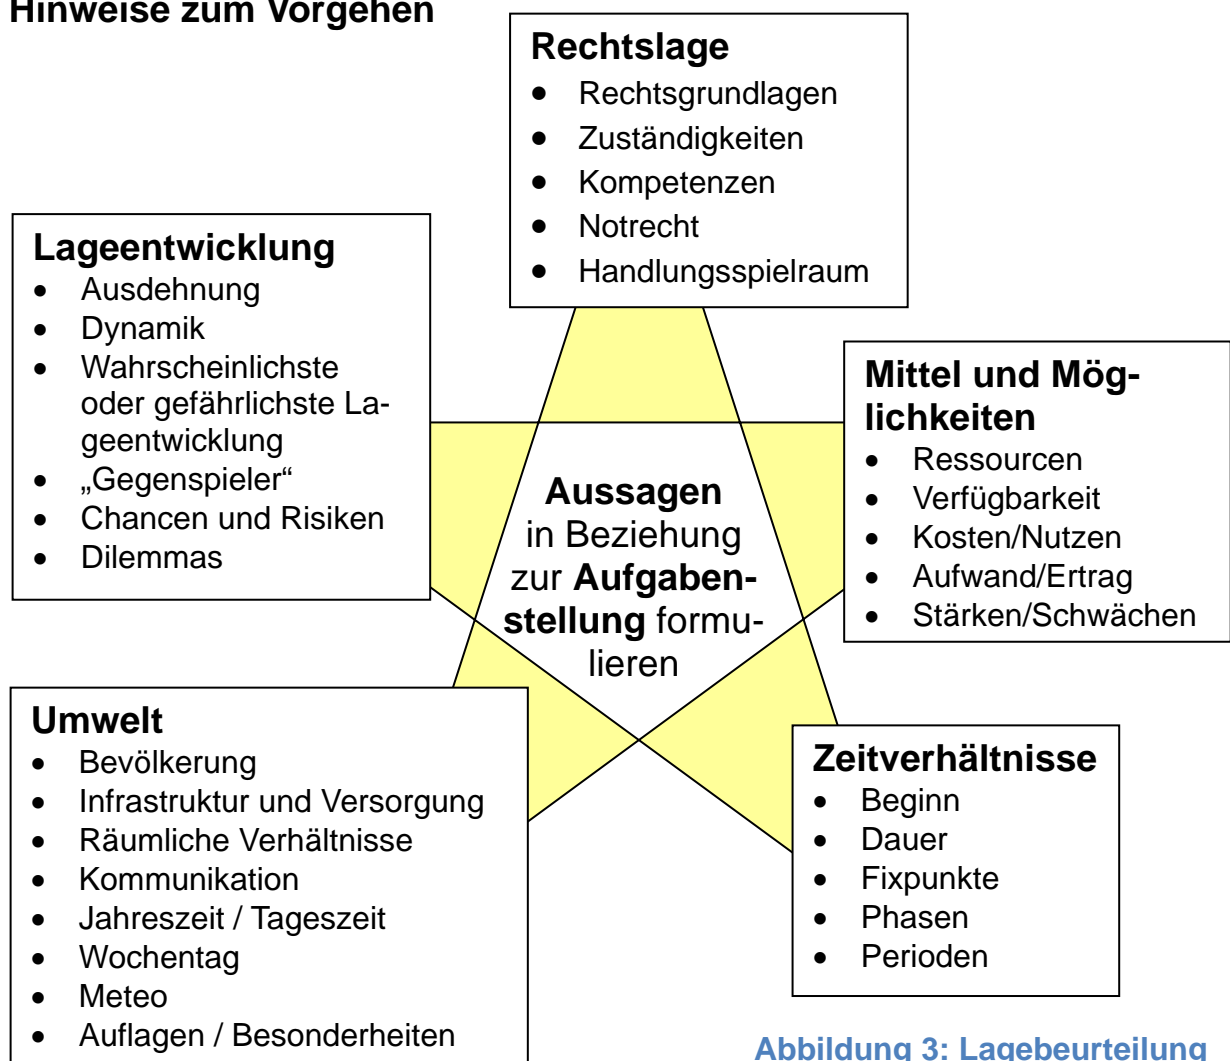 Hinweise zum Vorgehen
Rechtslage
• Rechtsgrundlagen
• Zuständigkeiten
• Kompetenzen
• Notrecht
• Handlungsspielraum
Lageentwicklung
• Ausdehnung
• Dynamik
• Wahrscheinlichste
oder gefährlichste La-
geentwicklung
• „Gegenspieler“
• Chancen und Risiken
• Dilemmas
Mittel und Mög-
lichkeiten
• Ressourcen
• Verfügbarkeit
• Kosten/Nutzen
• Aufwand/Ertrag
• Stärken/Schwächen
Aussagen
in Beziehung
zur Aufgaben-
stellung formu-
lieren
Umwelt
• Bevölkerung
• Infrastruktur und Versorgung
• Räumliche Verhältnisse
• Kommunikation
• Jahreszeit / Tageszeit
• Wochentag
• Meteo
• Auflagen / Besonderheiten
Zeitverhältnisse
• Beginn
• Dauer
• Fixpunkte
• Phasen
• Perioden
Abbildung 3: Lagebeurteilung